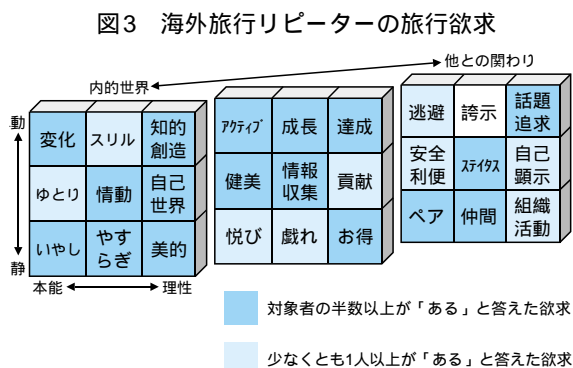 図3 海外旅行リピーターの旅行欲求
他との関わり
内的世界
動
静
変化
スリル
知的
創造
ゆとり
情動
自己
世界
いやし
やす
らぎ
美的
本能
理性
アクティブ
成長
達成
健美
情報
収集
貢献
悦び
戯れ
お得
逃避
誇示
話題
追求
安全
利便
ステイタス
自己
顕示
ペア
仲間
組織
活動
対象者の半数以上が「ある」と答えた欲求
少なくとも1人以上が「ある」と答えた欲求